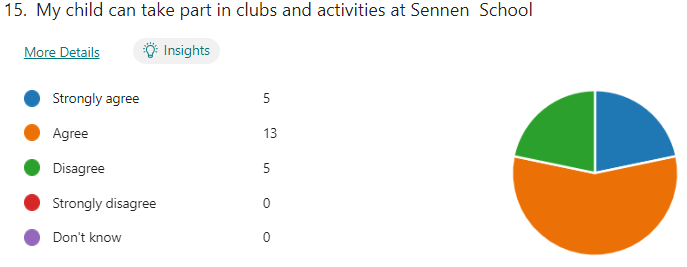 15. My child can take part in clubs and activities at Sennen School
More Details
Insights
Strongly agree 5
Agree 13
Disagree 5
Strongly disagree 0
Don't know 0